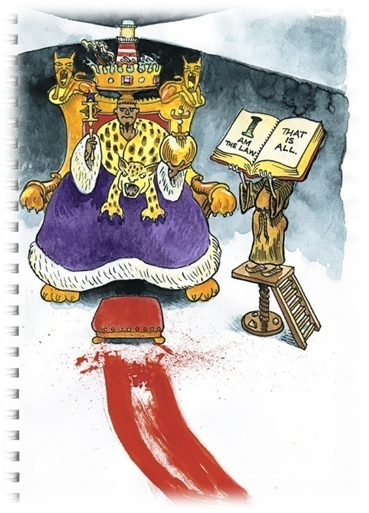 I
AM
THE LAW.
THAT
IS
ALL.